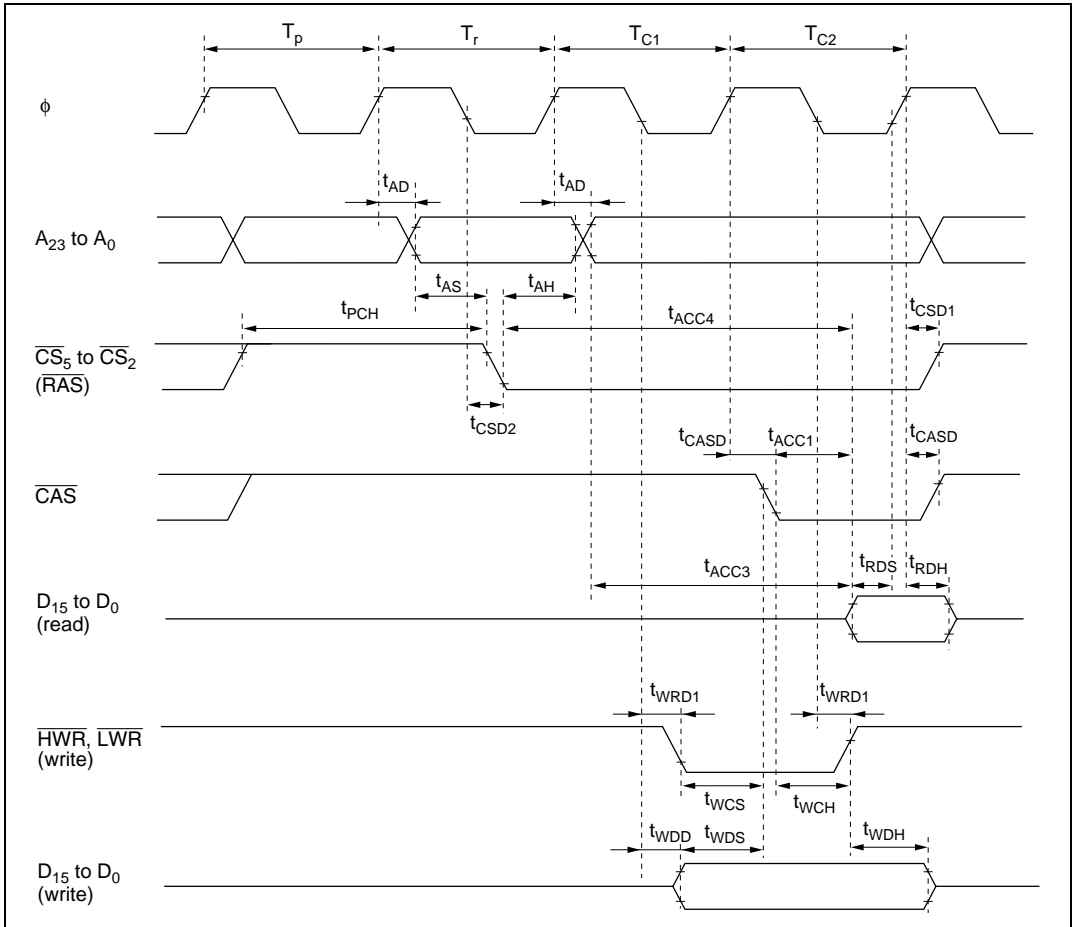 Tp Tr TC1 TC2
ϕ
tAD tAD
A23 to A0
tAS tAH
tPCH tACC4 tCSD1
CS5 to CS2
(RAS)
tCSD2
tCASD tACC1 tCASD
CAS
tACC3 tRDS tRDH
D15 to D0
(read)
tWRD1 tWRD1
HWR, LWR
(write)
tWCS tWCH
tWDD tWDS tWDH
D15 to D0
(write)